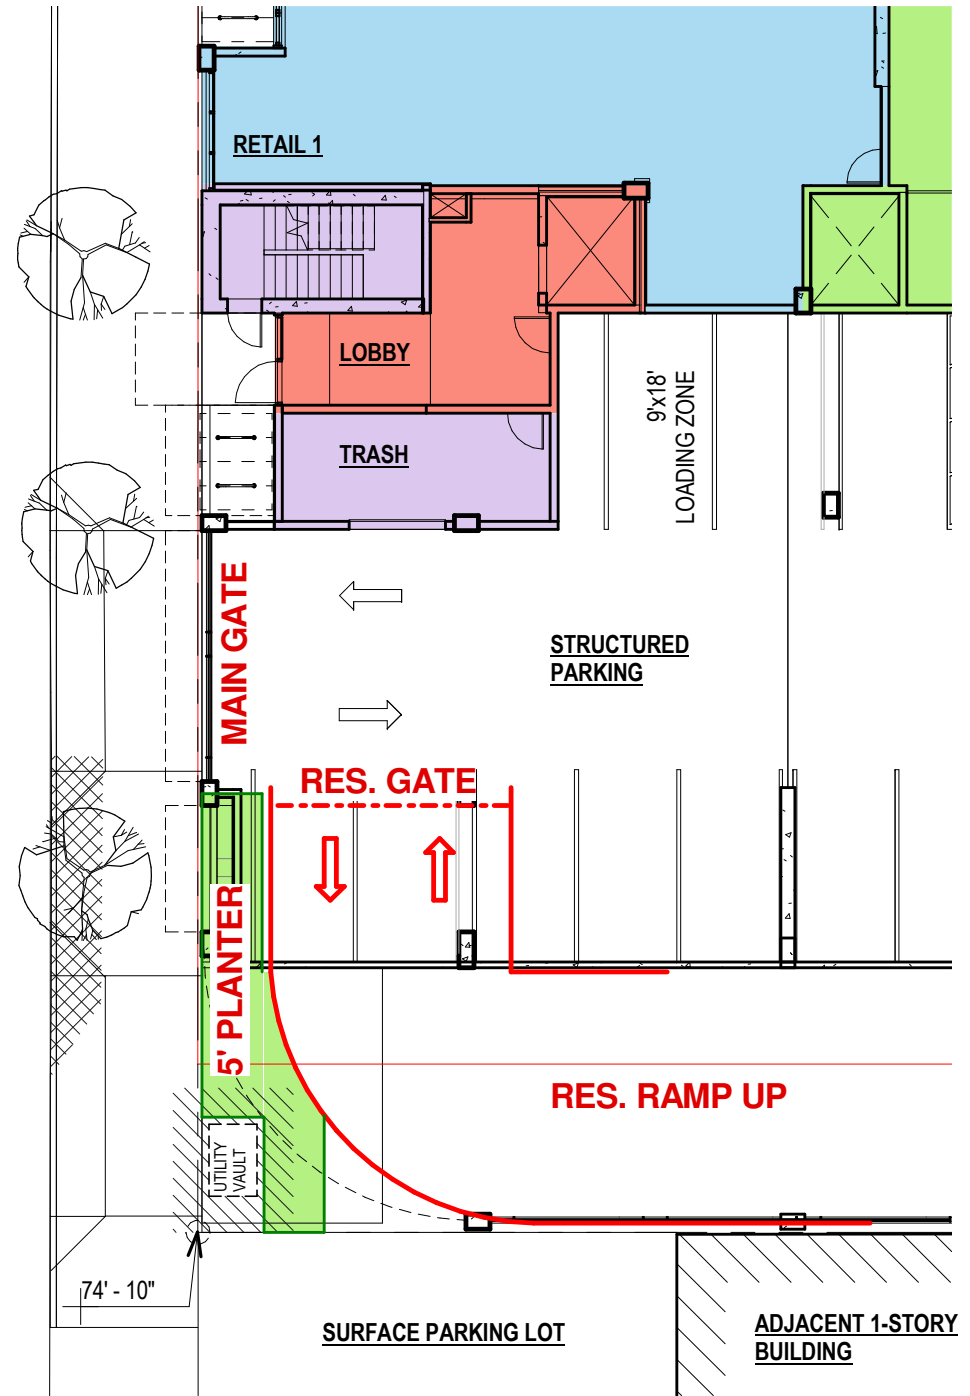 RETAIL 1
LOBBY
9'x18'
LOADING ZONE
TRASH
MAIN GATE
STRUCTURED
PARKING
RES. GATE
5' PLANTER
RES. RAMP UP
UTILITY
VAULT
74' - 10"
SURFACE PARKING LOT
ADJACENT 1-STORY
BUILDING